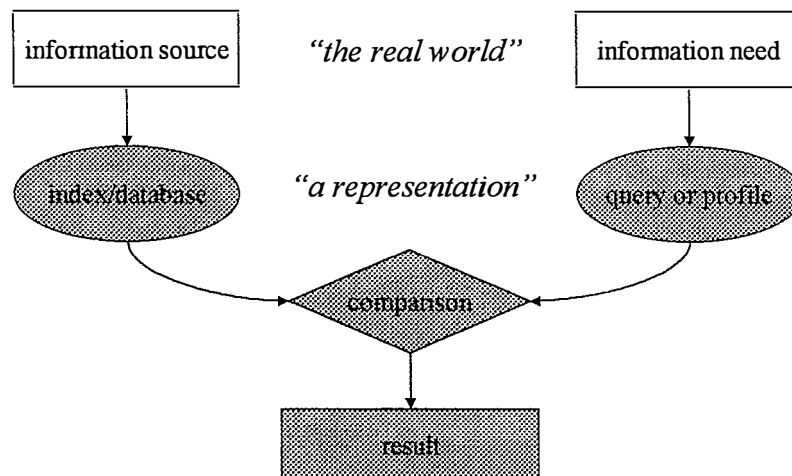 information source
“the real world”
information need
index/database
“a representation”
query or profile
comparison
result